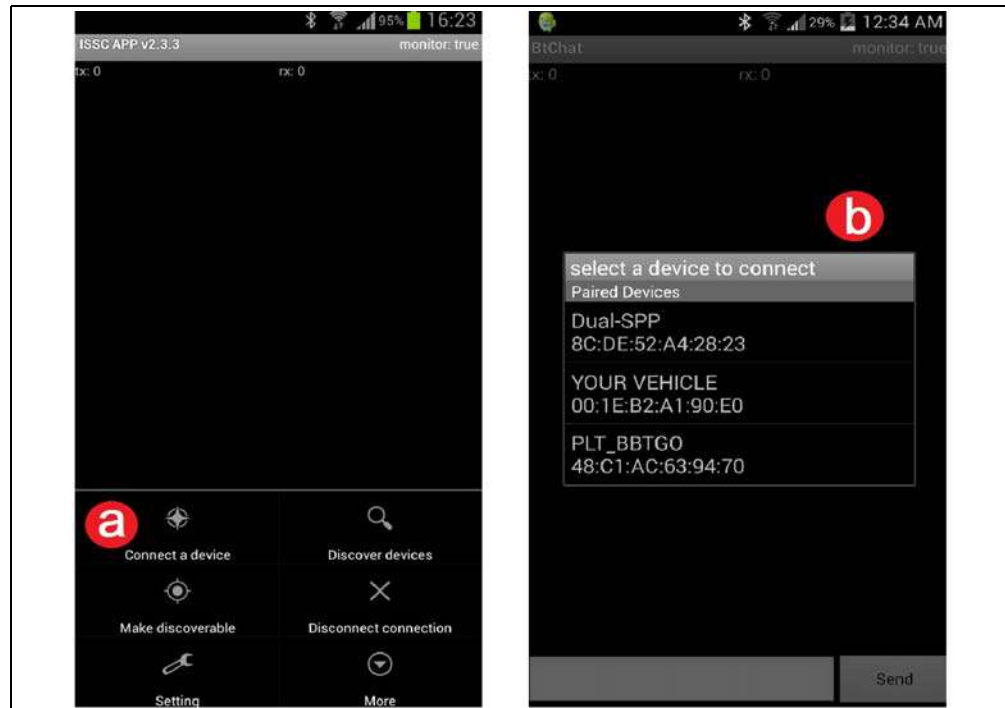 95% 16:23
ISSC APP v2.3.3 monitor: true
tx: 0 rx: 0
a
Connect a device Discover devices
Make discoverable Disconnect connection
Setting More
29% 12:34 AM
BtChat monitor: true
x: 0 rx: 0
b
select a device to connect
Paired Devices
Dual-SPP
8C:DE:52:A4:28:23
YOUR VEHICLE
00:1E:B2:A1:90:E0
PLT_BBTGO
48:C1:AC:63:94:70
Send